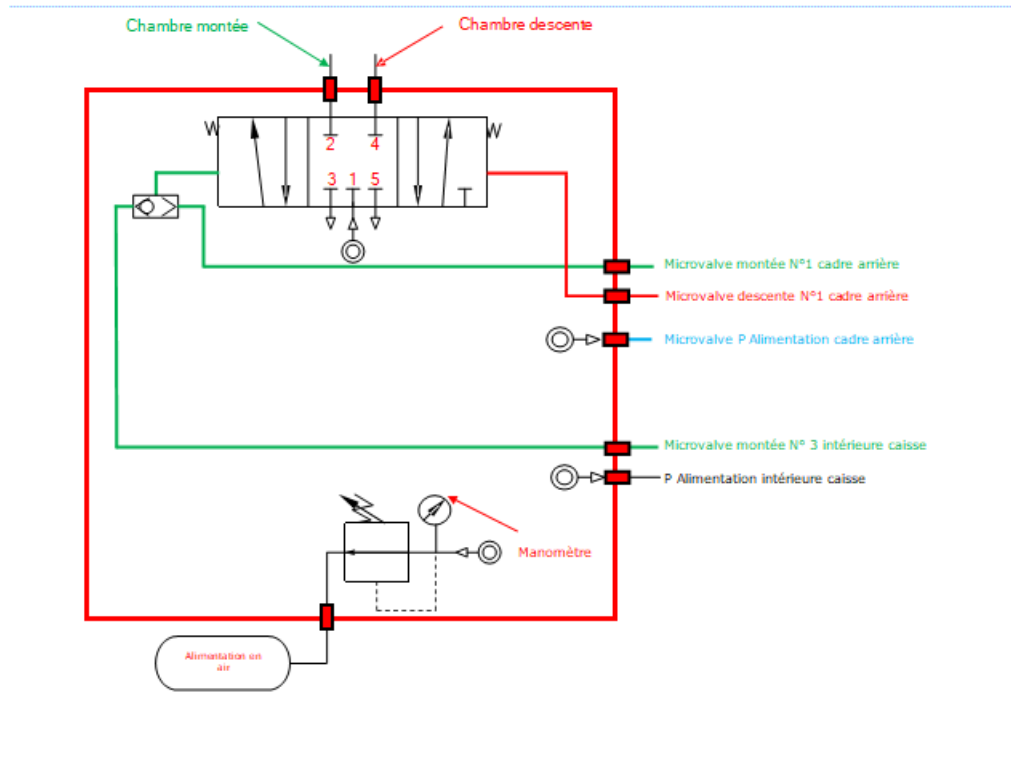 Chambre montée
Chambre descente
2 4
3 1 5
Microvalve montée N°1 cadre arrière
Microvalve descente N°1 cadre arrière
Microvalve P Alimentation cadre arrière
Microvalve montée N° 3 intérieure caisse
P Alimentation intérieure caisse
Manomètre
Alimentation en
air